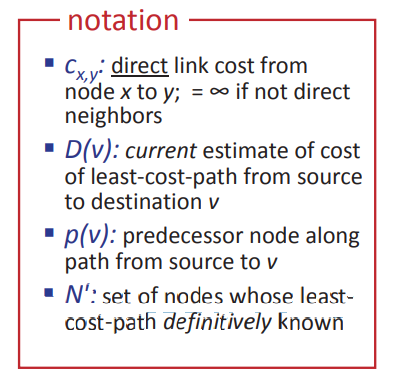 notation
▪ cx,y: direct link cost from
node x to y; = ∞ if not direct
neighbors
▪ D(v): current estimate of cost
of least-cost-path from source
to destination v
▪ p(v): predecessor node along
path from source to v
▪ N': set of nodes whose least-
cost-path definitively known